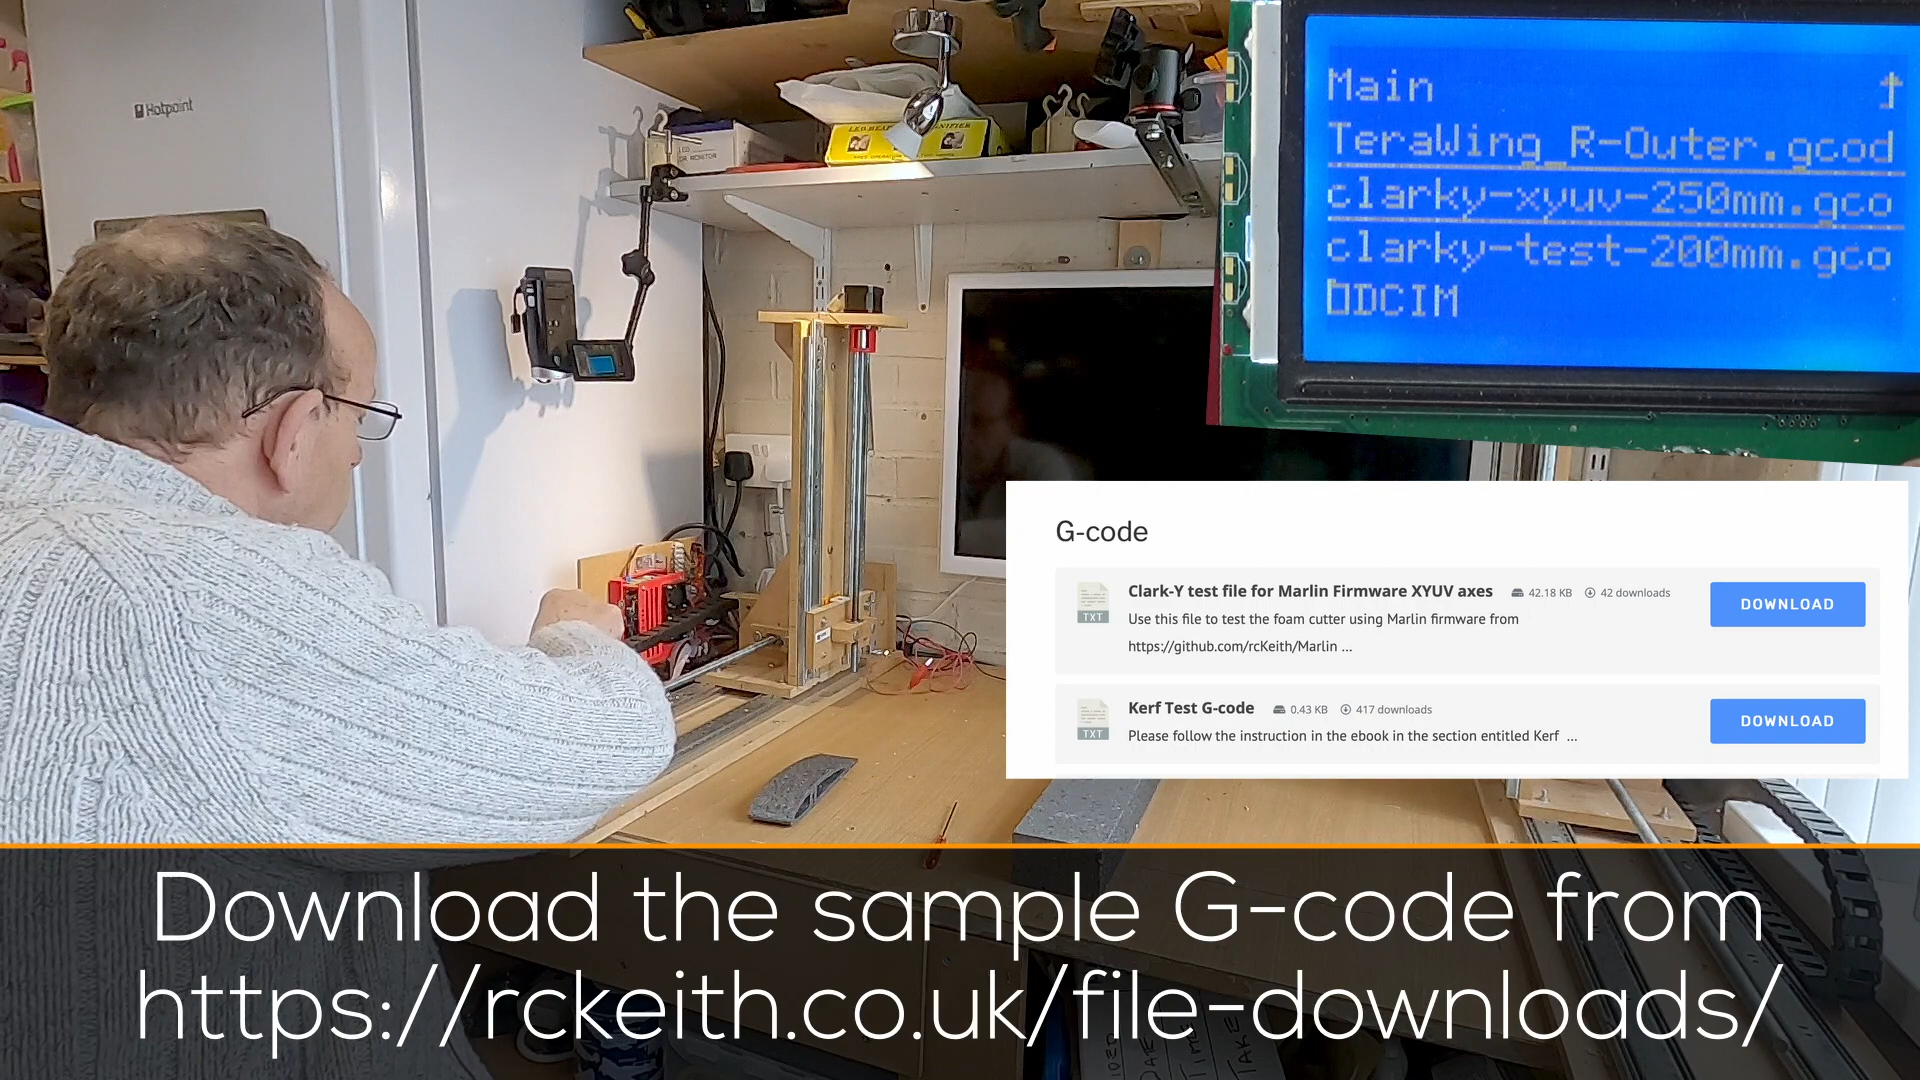 Hotpoint
Main
TeraWing_R-Outer.gcod
clarky-xyuv-250mm.gco
clarky-test-200mm.gco
DCIM
G-code
Clark-Y test file for Marlin Firmware XYUV axes 42.18 KB 42 downloads
DOWNLOAD
TXT
Use this file to test the foam cutter using Marlin firmware from
https://github.com/rcKeith/Marlin ...
Kerf Test G-code 0.43 KB 417 downloads
DOWNLOAD
TXT
Please follow the instruction in the ebook in the section entitled Kerf ...
Download the sample G-code from
https://rckeith.co.uk/file-downloads/
TIME
TAKE